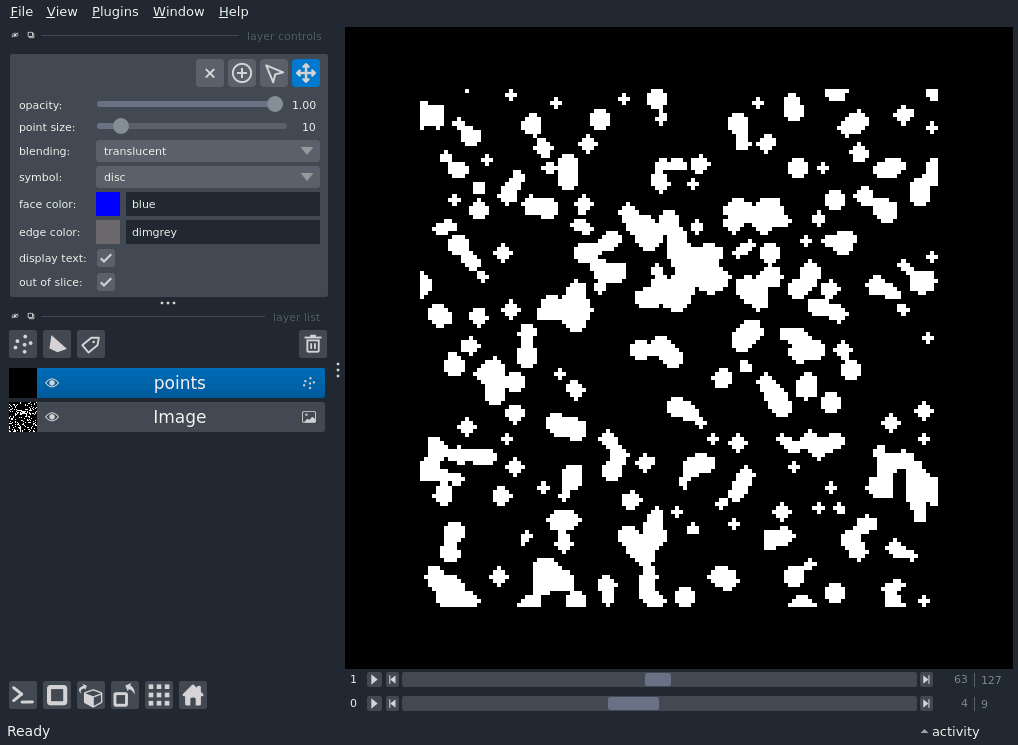 File View Plugins Window Help
layer controls
opacity: 1.00
point size: 10
blending: translucent
symbol: disc
face color: blue
edge color: dimgrey
display text:
out of slice:
layer list
points
Image
1 63 127
0 4 9
Ready activity